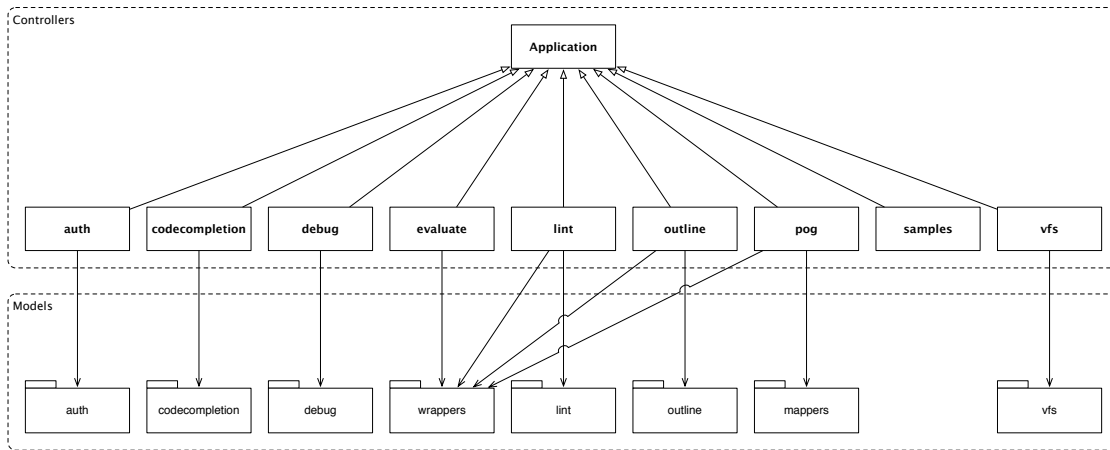 Controllers
Application
auth
codecompletion
debug
evaluate
lint
outline
pog
samples
vfs
Models
auth
codecompletion
debug
wrappers
lint
outline
mappers
vfs